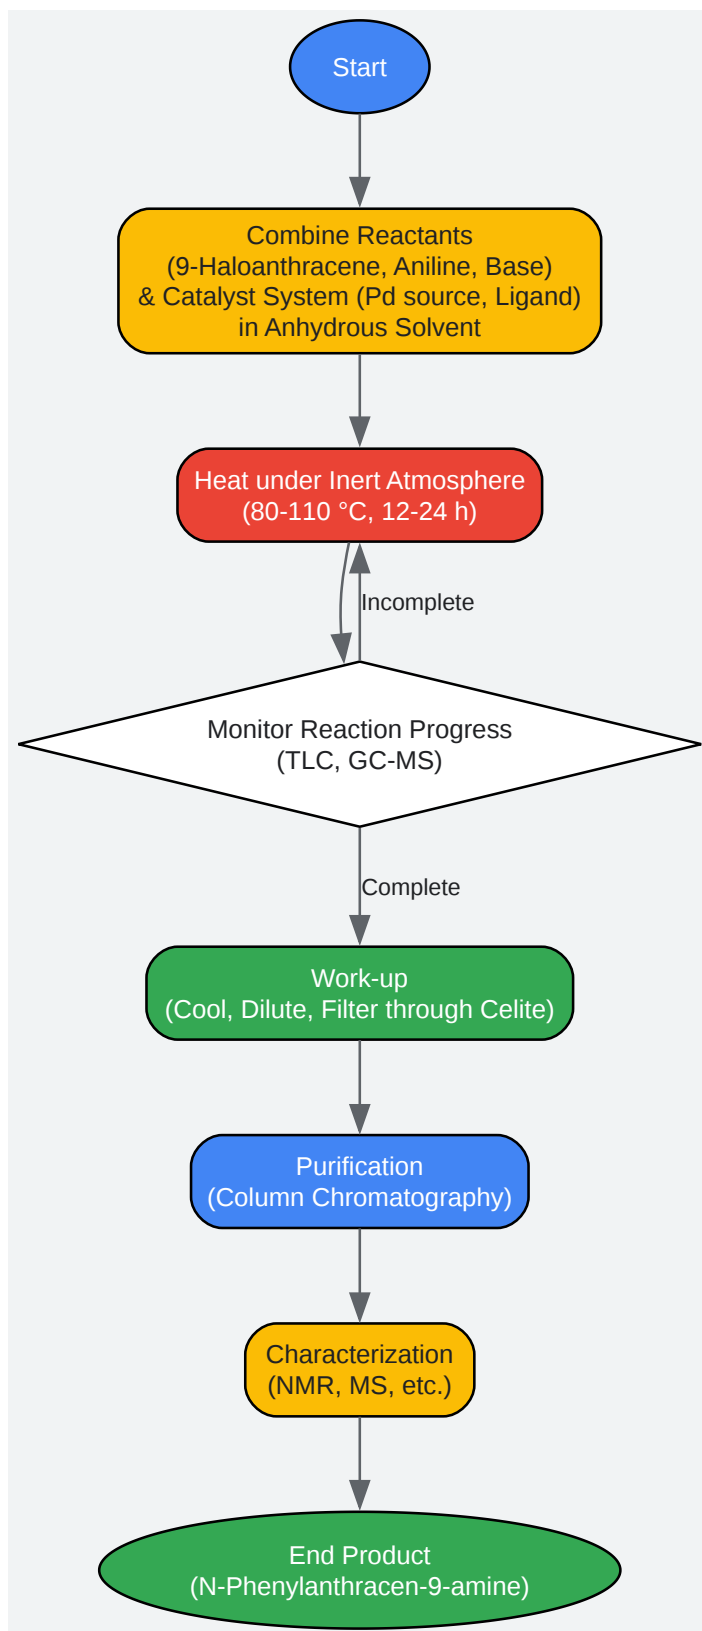 Start
Combine Reactants
(9-Haloanthracene, Aniline, Base)
& Catalyst System (Pd source, Ligand)
in Anhydrous Solvent
Heat under Inert Atmosphere
(80-110 °C, 12-24 h)
Incomplete
Monitor Reaction Progress
(TLC, GC-MS)
Complete
Work-up
(Cool, Dilute, Filter through Celite)
Purification
(Column Chromatography)
Characterization
(NMR, MS, etc.)
End Product
(N-Phenylanthracen-9-amine)